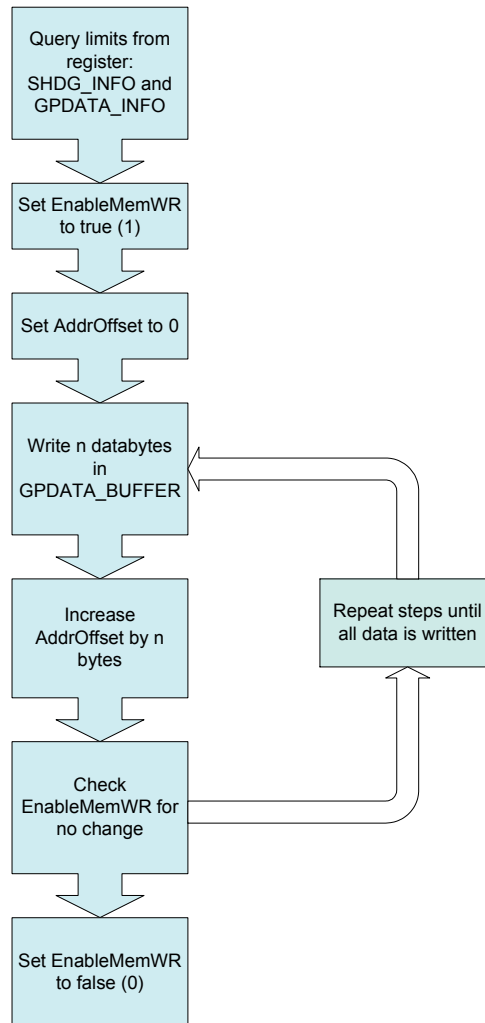 Query limits from
register:
SHDG_INFO and
GPDATA_INFO
Set EnableMemWR
to true (1)
Set AddrOffset to 0
Write n databytes
in
GPDATA_BUFFER
Increase
AddrOffset by n
bytes
Repeat steps until
all data is written
Check
EnableMemWR for
no change
Set EnableMemWR
to false (0)